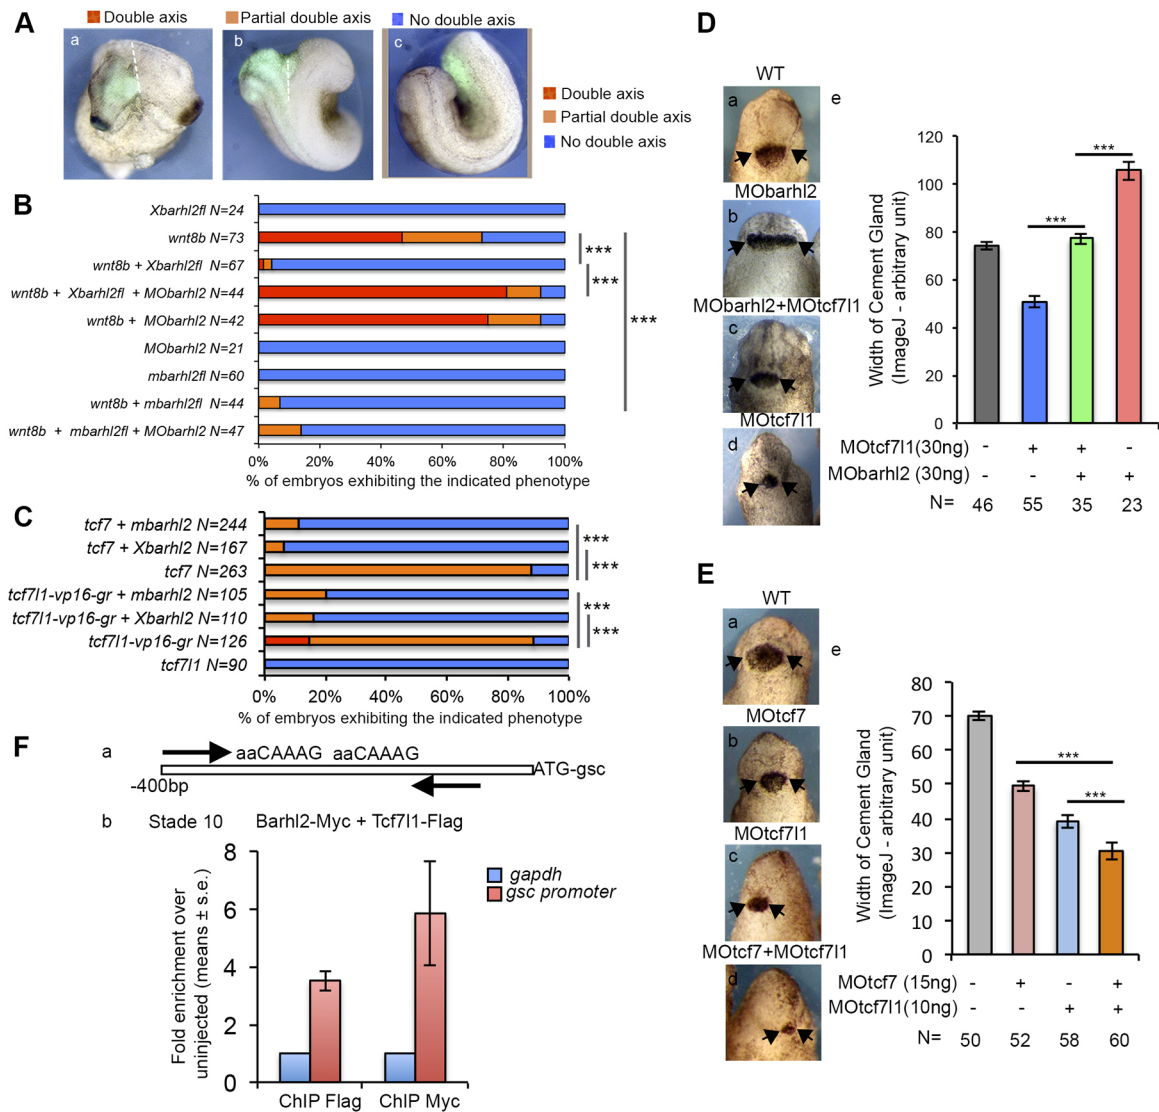 A
Double axis
Partial double axis
No double axis
a
b
c
Double axis
Partial double axis
No double axis
B
Xbarhl2fl N=24
wnt8b N=73
wnt8b + Xbarhl2fl N=67
wnt8b + Xbarhl2fl + MObarhl2 N=44
wnt8b + MObarhl2 N=42
MObarhl2 N=21
mbarhl2fl N=60
wnt8b + mbarhl2fl N=44
wnt8b + mbarhl2fl + MObarhl2 N=47
***
***
***
0% 20% 40% 60% 80% 100%
% of embryos exhibiting the indicated phenotype
C
tcf7 + mbarhl2 N=244
tcf7 + Xbarhl2 N=167
tcf7 N=263
tcf7l1-vp16-gr + mbarhl2 N=105
tcf7l1-vp16-gr + Xbarhl2 N=110
tcf7l1-vp16-gr N=126
tcf7l1 N=90
***
***
***
***
0% 20% 40% 60% 80% 100%
% of embryos exhibiting the indicated phenotype
F
a
aaCAAAG aaCAAAG
-400bp
ATG-gsc
b
Stade 10
Barhl2-Myc + Tcf7l1-Flag
Fold enrichment over
uninjected (means ± s.e.)
8
6
4
2
0
gapdh
gsc promoter
ChIP Flag
ChIP Myc
D
WT
a
MObarhl2
b
MObarhl2+MOtcf7l1
c
MOtcf7l1
d
e
Width of Cement Gland
(ImageJ - arbitrary unit)
120
100
80
60
40
20
0
***
***
MOtcf7l1(30ng) - + + -
MObarhl2 (30ng) - - + +
N= 46 55 35 23
E
WT
a
MOtcf7
b
MOtcf7l1
c
MOtcf7+MOtcf7l1
d
e
Width of Cement Gland
(ImageJ - arbitrary unit)
80
70
60
50
40
30
20
10
0
***
***
MOtcf7 (15ng) - + - +
MOtcf7l1(10ng) - - + +
N= 50 52 58 60